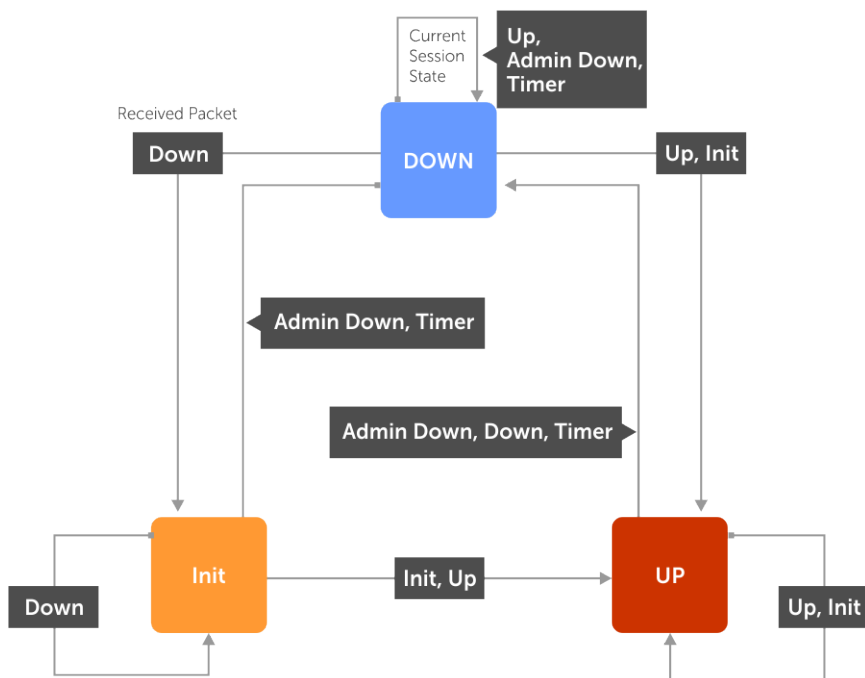 Current
Session
State
Up,
Admin Down,
Timer
Received Packet
Down
DOWN
Up, Init
Admin Down, Timer
Admin Down, Down, Timer
Init
Init, Up
UP
Down
Up, Init